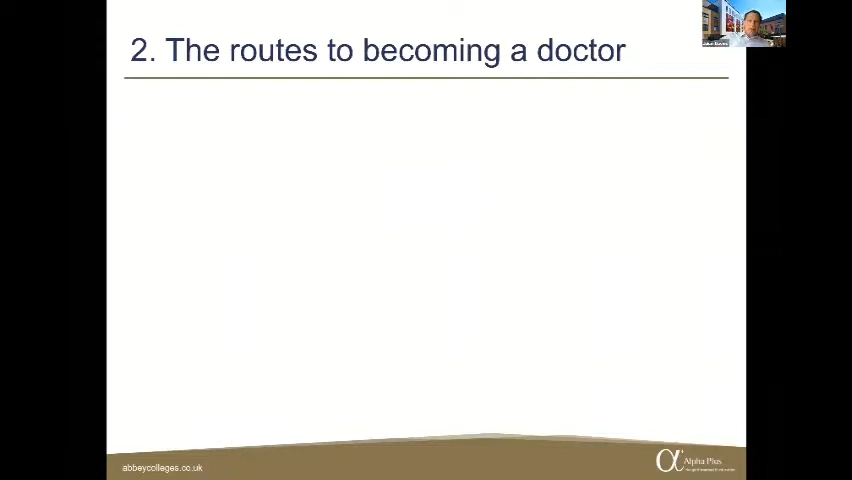 2. The routes to becoming a doctor
abbeycolleges.co.uk
Alpha Plus